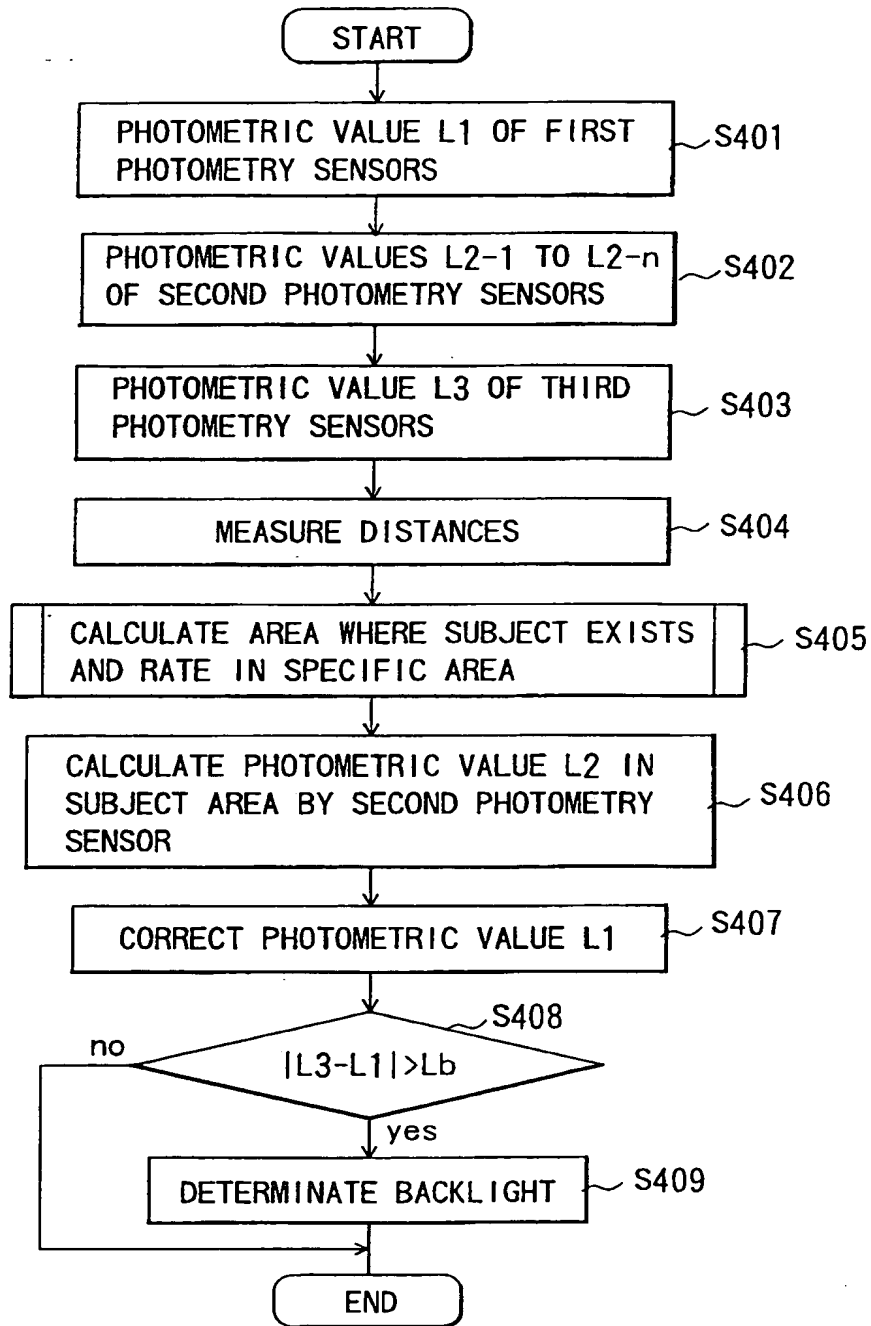 START
PHOTOMETRIC VALUE L1 OF FIRST
PHOTOMETRY SENSORS
S401
PHOTOMETRIC VALUES L2-1 TO L2-n
OF SECOND PHOTOMETRY SENSORS
S402
PHOTOMETRIC VALUE L3 OF THIRD
PHOTOMETRY SENSORS
S403
MEASURE DISTANCES
S404
CALCULATE AREA WHERE SUBJECT EXISTS
AND RATE IN SPECIFIC AREA
S405
CALCULATE PHOTOMETRIC VALUE L2 IN
SUBJECT AREA BY SECOND PHOTOMETRY
SENSOR
S406
CORRECT PHOTOMETRIC VALUE L1
S407
S408
no
|L3-L1|>Lb
yes
DETERMINATE BACKLIGHT
S409
END